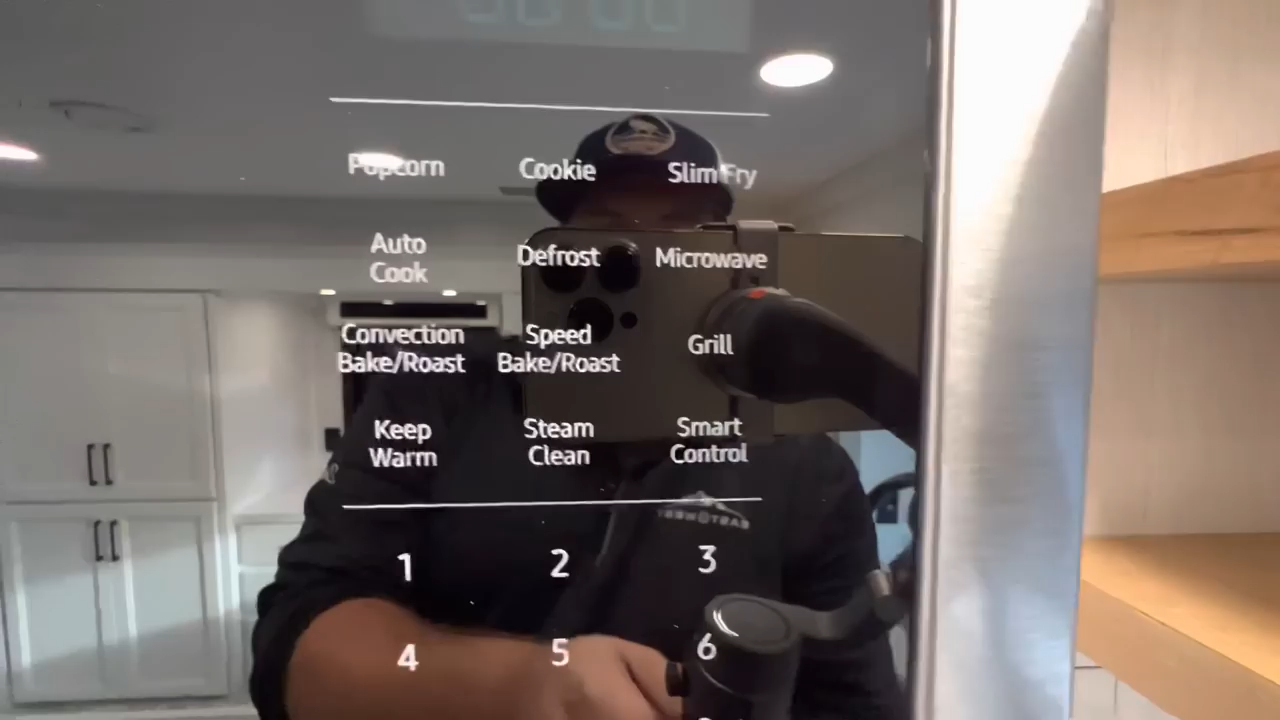 Popcorn Cookie Slim Fry
Auto Cook Defrost Microwave
Convection Bake/Roast Speed Bake/Roast Grill
Keep Warm Steam Clean Smart Control
1 2 3
4 5 6